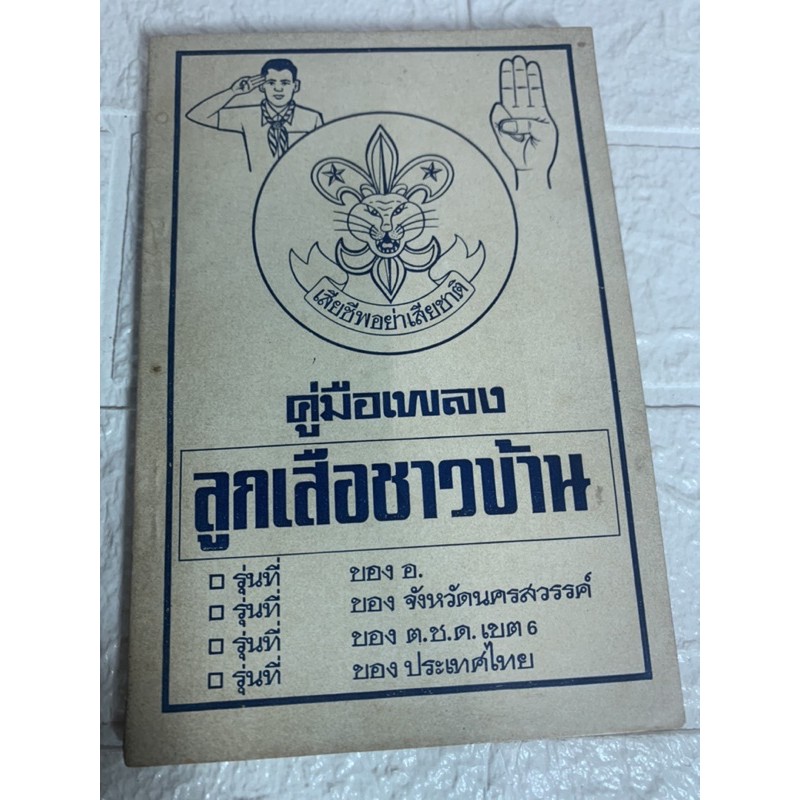 เสียชีพอย่าเสียชาติ
คู่มือเพลง
ลูกเสือชาวบ้าน
รุ่นที่ ของ อ.
รุ่นที่ ของ จังหวัดนครสวรรค์
รุ่นที่ ของ ต.ช.ด. เขต 6
รุ่นที่ ของ ประเทศไทย